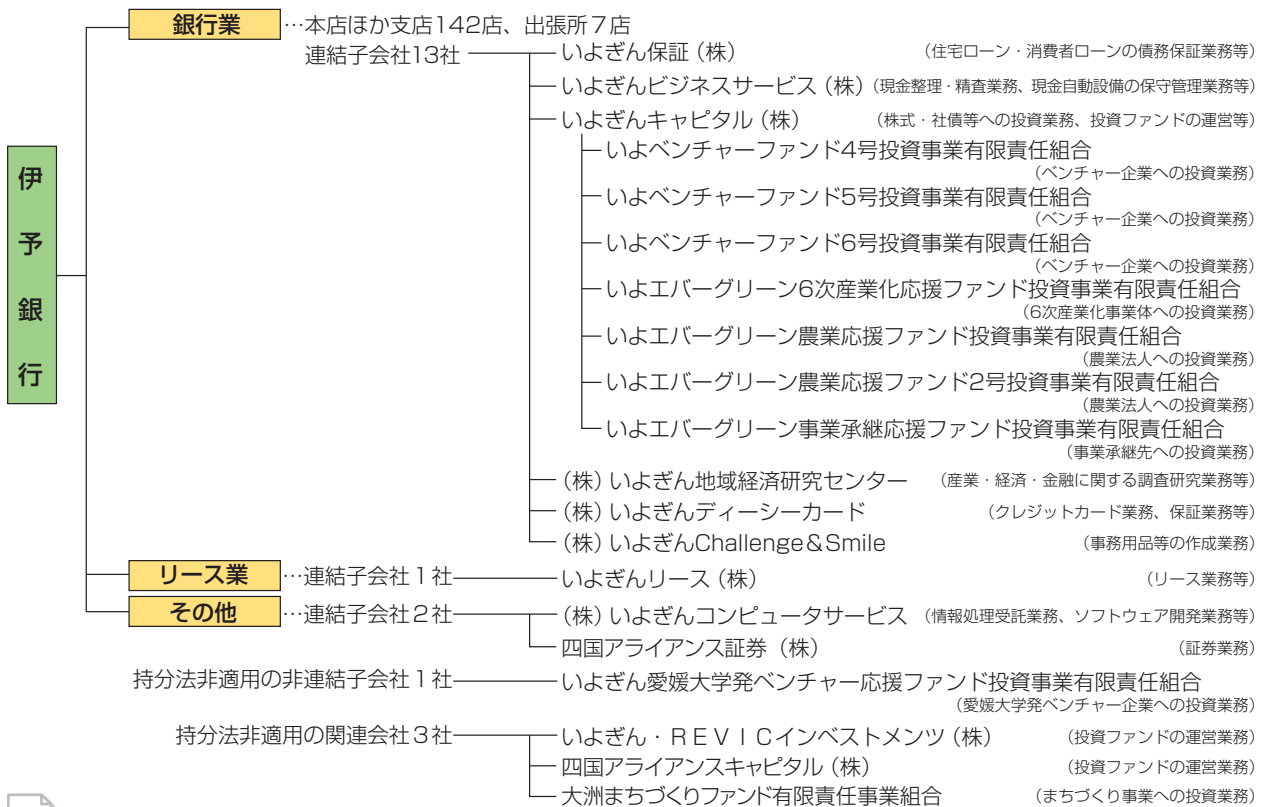 伊予銀行
銀行業 …本店ほか支店142店、出張所7店
連結子会社13社 いよぎん保証（株） （住宅ローン・消費者ローンの債務保証業務等）
いよぎんビジネスサービス（株） （現金整理・精査業務、現金自動設備の保守管理業務等）
いよぎんキャピタル（株） （株式・社債等への投資業務、投資ファンドの運営等）
いよベンチャーファンド4号投資事業有限責任組合
（ベンチャー企業への投資業務）
いよベンチャーファンド5号投資事業有限責任組合
（ベンチャー企業への投資業務）
いよベンチャーファンド6号投資事業有限責任組合
（ベンチャー企業への投資業務）
いよエバーグリーン6次産業化応援ファンド投資事業有限責任組合
（6次産業化事業体への投資業務）
いよエバーグリーン農業応援ファンド投資事業有限責任組合
（農業法人への投資業務）
いよエバーグリーン農業応援ファンド2号投資事業有限責任組合
（農業法人への投資業務）
いよエバーグリーン事業承継応援ファンド投資事業有限責任組合
（事業承継先への投資業務）
（株）いよぎん地域経済研究センター （産業・経済・金融に関する調査研究業務等）
（株）いよぎんディーシーカード （クレジットカード業務、保証業務等）
（株）いよぎんChallenge＆Smile （事務用品等の作成業務）
リース業 …連結子会社1社 いよぎんリース（株） （リース業務等）
その他 …連結子会社2社 （株）いよぎんコンピュータサービス （情報処理受託業務、ソフトウェア開発業務等）
四国アライアンス証券（株） （証券業務）
持分法非適用の非連結子会社1社 いよぎん愛媛大学発ベンチャー応援ファンド投資事業有限責任組合
（愛媛大学発ベンチャー企業への投資業務）
持分法非適用の関連会社3社 いよぎん・ＲＥＶＩＣインベストメンツ（株） （投資ファンドの運営業務）
四国アライアンスキャピタル（株） （投資ファンドの運営業務）
大洲まちづくりファンド有限責任事業組合 （まちづくり事業への投資業務）